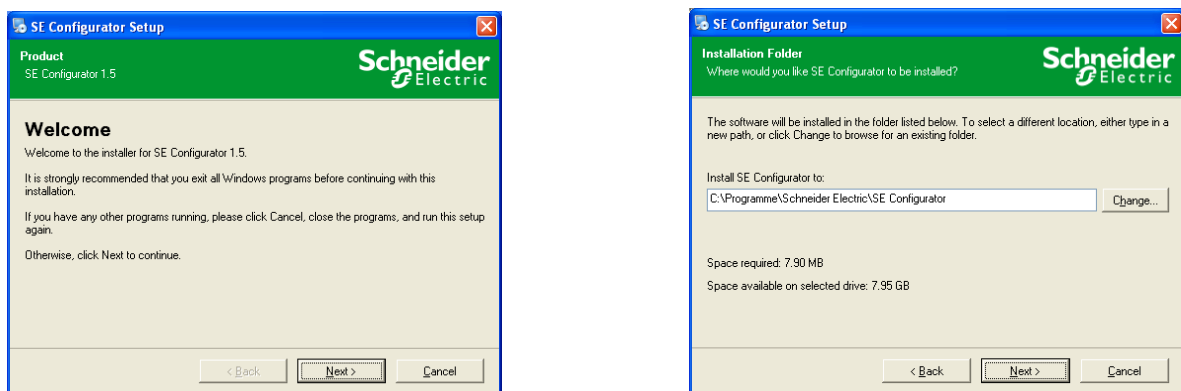 SE Configurator Setup
Product
SE Configurator 1.5
Schneider
Electric
Welcome
Welcome to the installer for SE Configurator 1.5.
It is strongly recommended that you exit all Windows programs before continuing with this
installation.
If you have any other programs running, please click Cancel, close the programs, and run this setup
again.
Otherwise, click Next to continue.
< Back
Next >
Cancel
SE Configurator Setup
Installation Folder
Where would you like SE Configurator to be installed?
Schneider
Electric
The software will be installed in the folder listed below. To select a different location, either type in a
new path, or click Change to browse for an existing folder.
Install SE Configurator to:
C:\Programme\Schneider Electric\SE Configurator
Change...
Space required: 7.90 MB
Space available on selected drive: 7.95 GB
< Back
Next >
Cancel